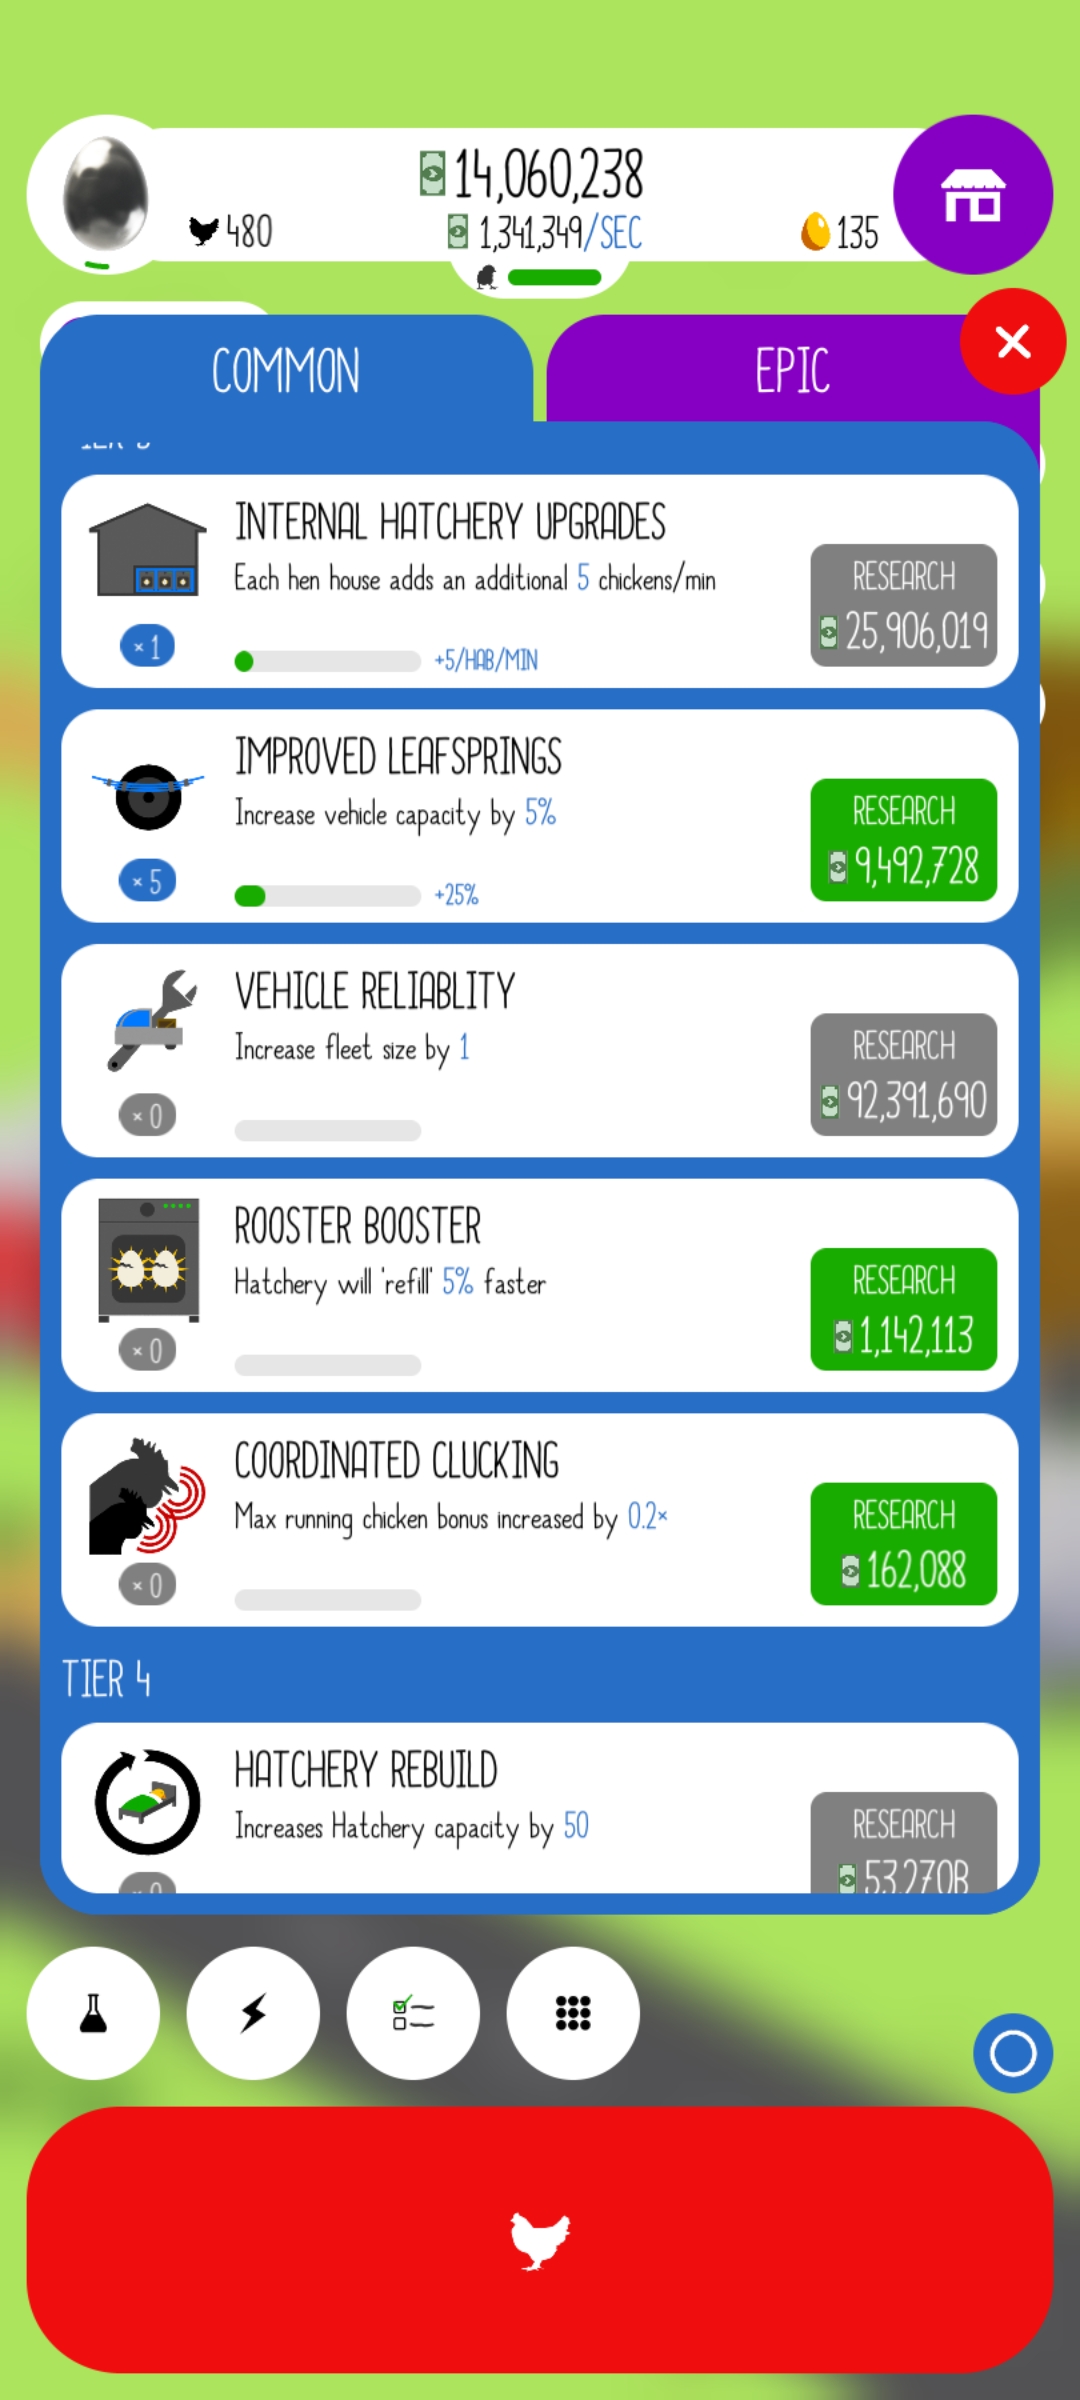 14,060,238
480
1,341,349/SEC
135
COMMON
EPIC
INTERNAL HATCHERY UPGRADES
Each hen house adds an additional 5 chickens/min
RESEARCH
25,906,019
×1
+5/HAB/MIN
IMPROVED LEAFSPRINGS
Increase vehicle capacity by 5%
RESEARCH
9,492,728
×5
+25%
VEHICLE RELIABLITY
Increase fleet size by 1
RESEARCH
92,391,690
×0
ROOSTER BOOSTER
Hatchery will 'refill' 5% faster
RESEARCH
1,142,113
×0
COORDINATED CLUCKING
Max running chicken bonus increased by 0.2×
RESEARCH
162,088
×0
TIER 4
HATCHERY REBUILD
Increases Hatchery capacity by 50
RESEARCH
53.270B
×0